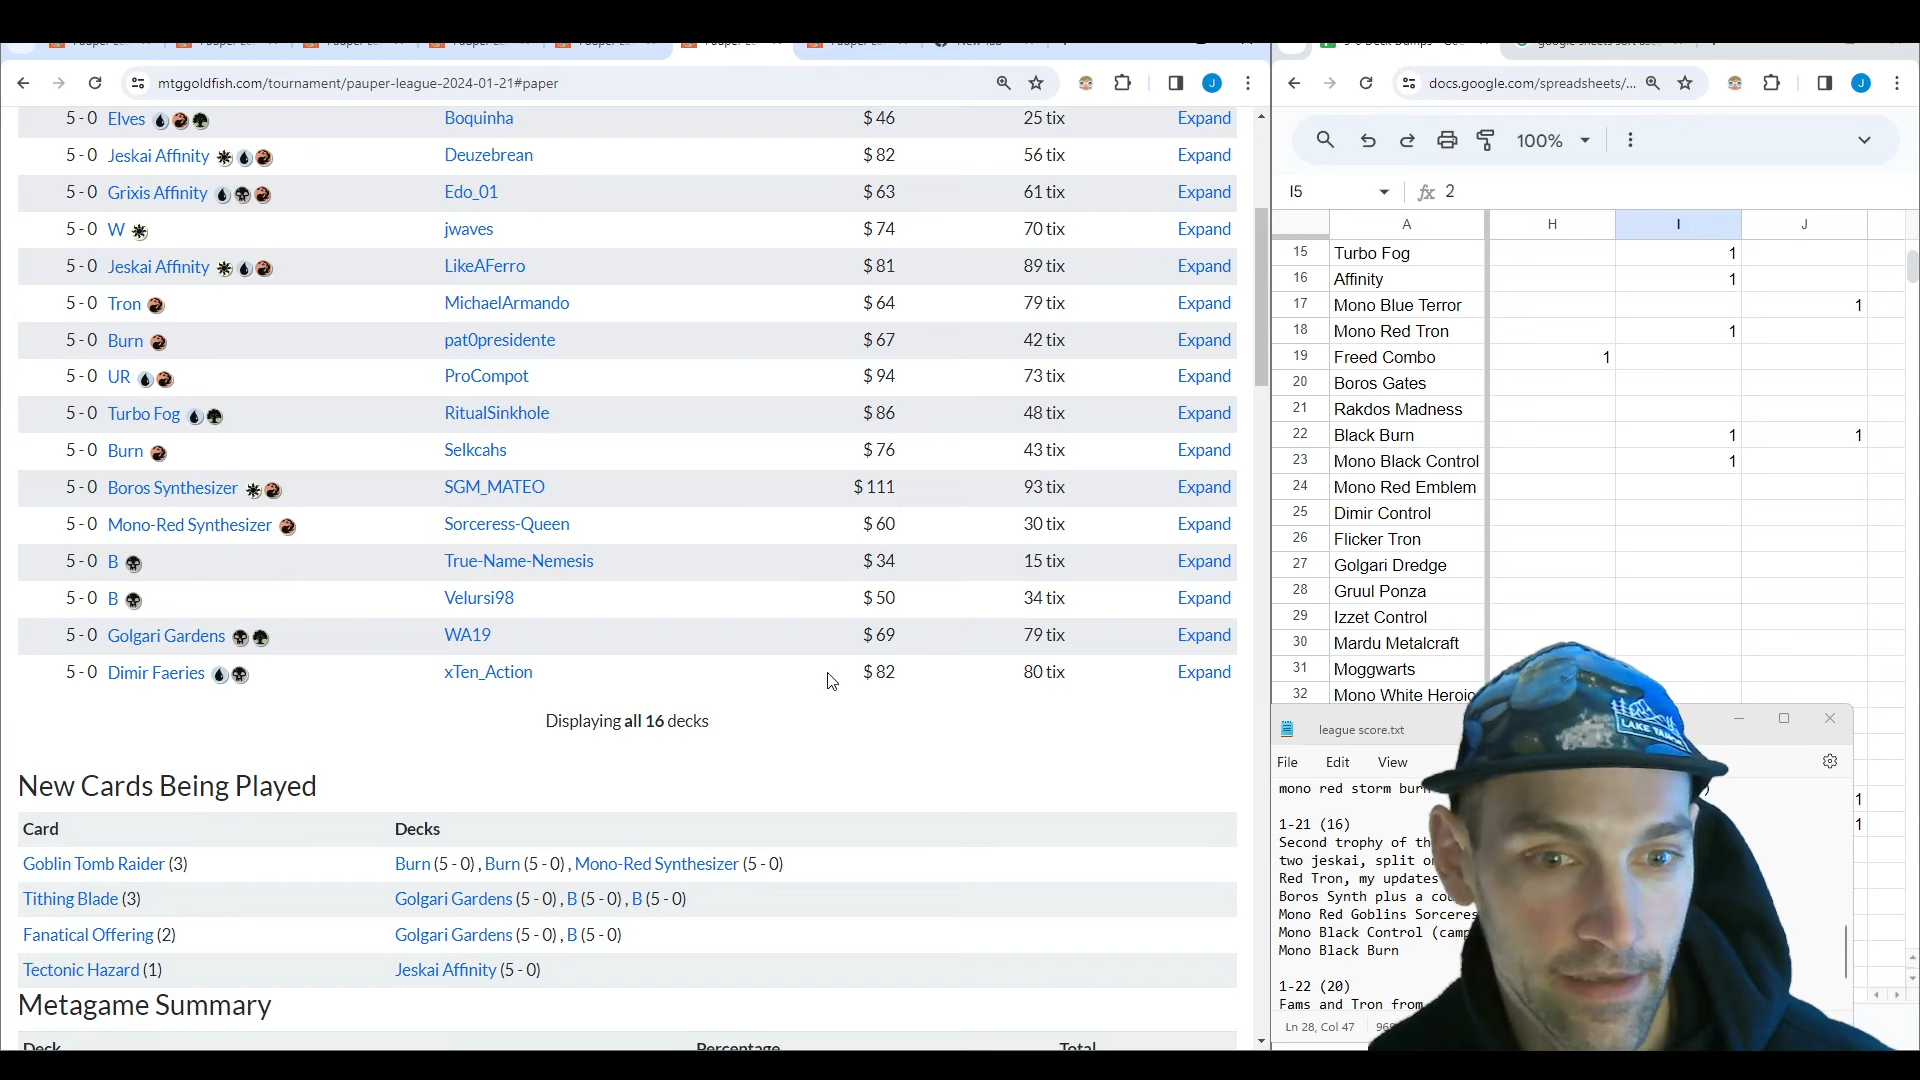 mtggoldfish.com/tournament/pauper-league-2024-01-21#paper
5 - 0 Elves Boquinha $ 46 25 tix Expand
5 - 0 Jeskai Affinity Deuzebrean $ 82 56 tix Expand
5 - 0 Grixis Affinity Edo_01 $ 63 61 tix Expand
5 - 0 W jwaves $ 74 70 tix Expand
5 - 0 Jeskai Affinity LikeAFerro $ 81 89 tix Expand
5 - 0 Tron MichaelArmando $ 64 79 tix Expand
5 - 0 Burn pat0presidente $ 67 42 tix Expand
5 - 0 UR ProCompot $ 94 73 tix Expand
5 - 0 Turbo Fog RitualSinkhole $ 86 48 tix Expand
5 - 0 Burn Selkcahs $ 76 43 tix Expand
5 - 0 Boros Synthesizer SGM_MATEO $ 111 93 tix Expand
5 - 0 Mono-Red Synthesizer Sorceress-Queen $ 60 30 tix Expand
5 - 0 B True-Name-Nemesis $ 34 15 tix Expand
5 - 0 B Velursi98 $ 50 34 tix Expand
5 - 0 Golgari Gardens WA19 $ 69 79 tix Expand
5 - 0 Dimir Faeries xTen_Action $ 82 80 tix Expand
Displaying all 16 decks
New Cards Being Played
Card Decks
Goblin Tomb Raider (3) Burn (5 - 0) , Burn (5 - 0) , Mono-Red Synthesizer (5 - 0)
Tithing Blade (3) Golgari Gardens (5 - 0) , B (5 - 0) , B (5 - 0)
Fanatical Offering (2) Golgari Gardens (5 - 0) , B (5 - 0)
Tectonic Hazard (1) Jeskai Affinity (5 - 0)
Metagame Summary
Deck Percentage Total
docs.google.com/spreadsheets/...
J
J
100%
I5 fx 2
A H I J
15 Turbo Fog 1
16 Affinity 1
17 Mono Blue Terror 1
18 Mono Red Tron 1
19 Freed Combo 1
20 Boros Gates
21 Rakdos Madness
22 Black Burn 1 1
23 Mono Black Control 1
24 Mono Red Emblem
25 Dimir Control
26 Flicker Tron
27 Golgari Dredge
28 Gruul Ponza
29 Izzet Control
30 Mardu Metalcraft
31 Moggwarts
32 Mono White Heroic
1
1
league score.txt
File Edit View
mono red storm burn
1-21 (16)
Second trophy of th
two jeskai, split
Red Tron, my updates
Boros Synth plus a
Mono Red Goblins Sorceres
Mono Black Control (
Mono Black Burn
1-22 (20)
Fams and Tron from
Ln 28, Col 47
LAKE TAHOE